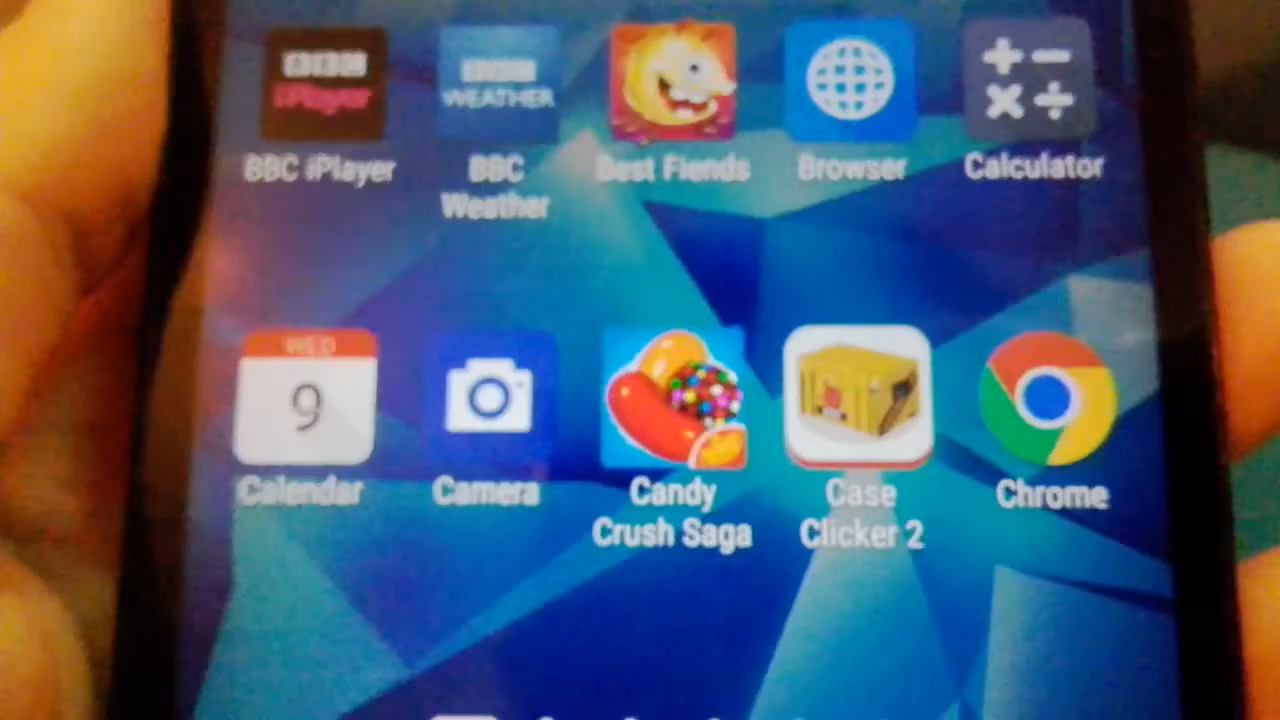 BBC
iPlayer
BBC
WEATHER
BBC iPlayer
BBC
Weather
Best Fiends
Browser
Calculator
WED
9
Calendar
Camera
Candy
Crush Saga
Case
Clicker 2
Chrome